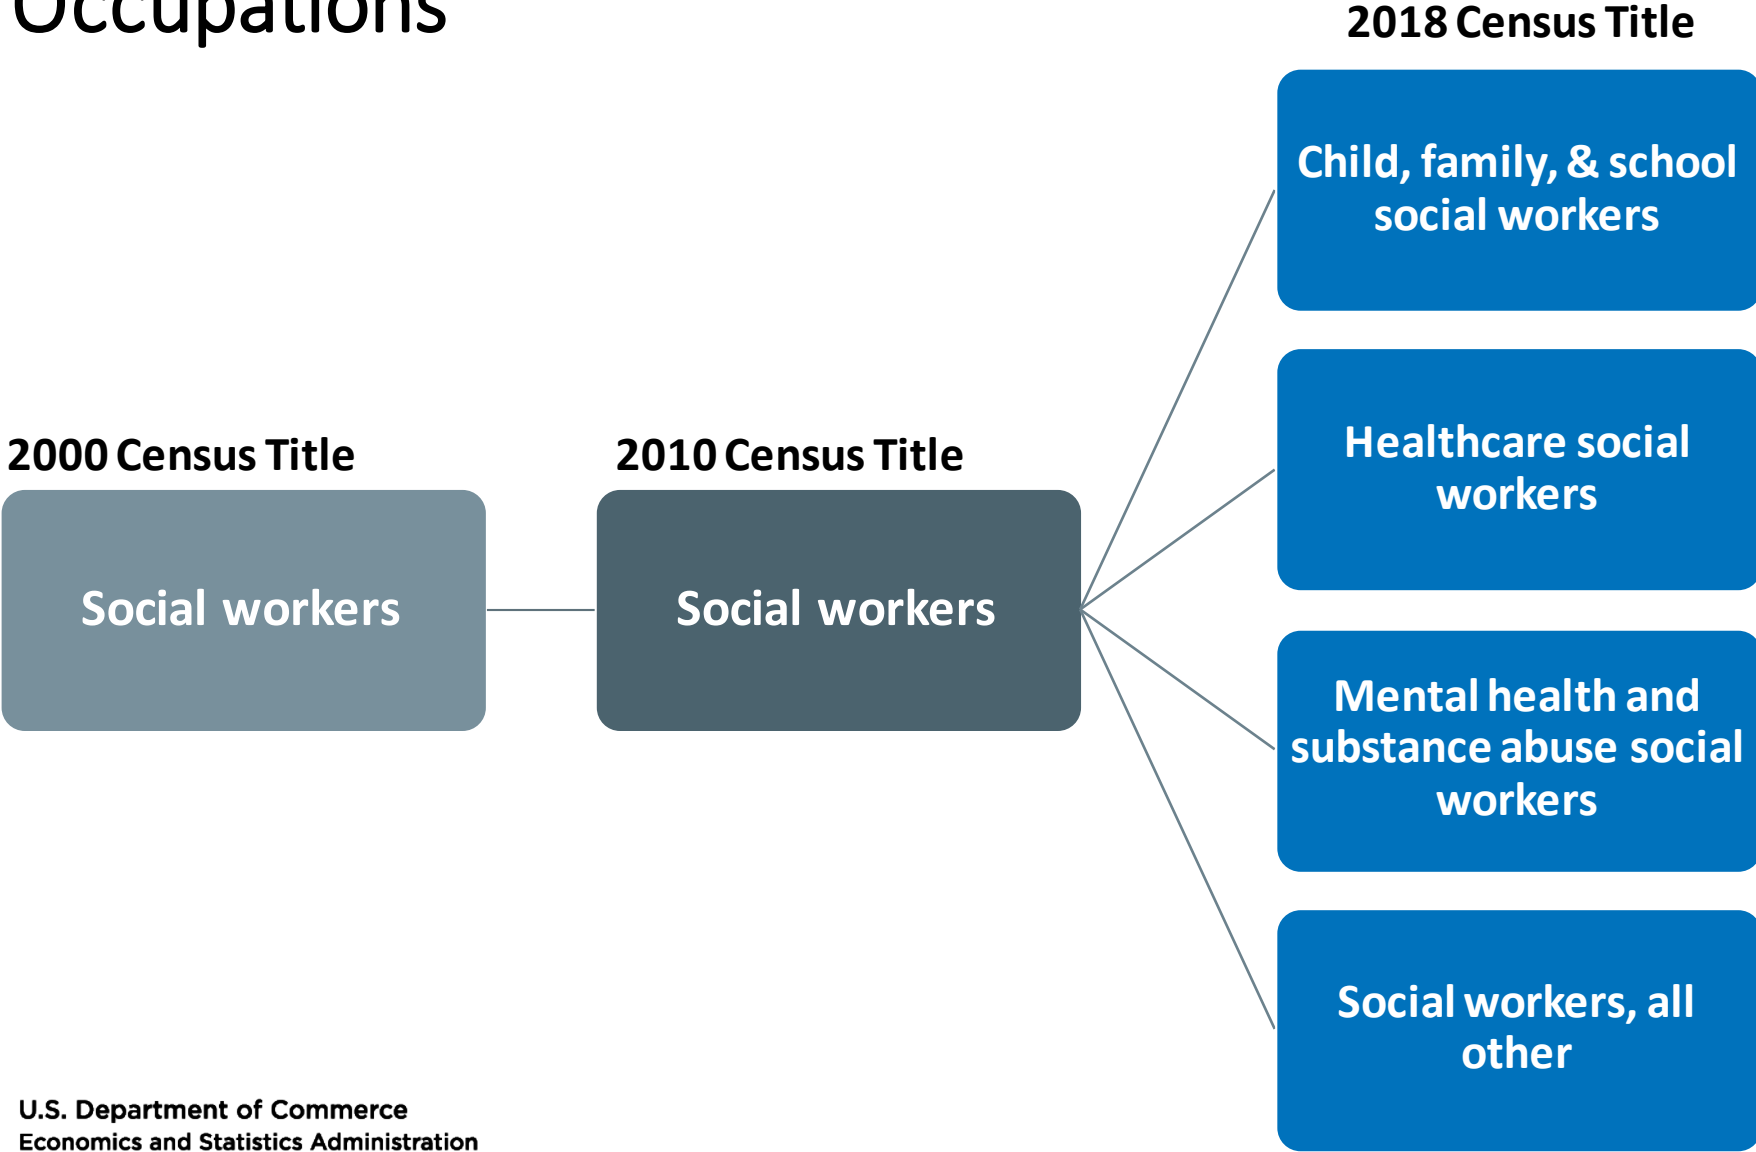 Occupations
2018 Census Title
Child, family, & school
social workers
Healthcare social
workers
2000 Census Title
2010 Census Title
Social workers
Social workers
Mental health and
substance abuse social
workers
Social workers, all
other
U.S. Department of Commerce
Economics and Statistics Administration